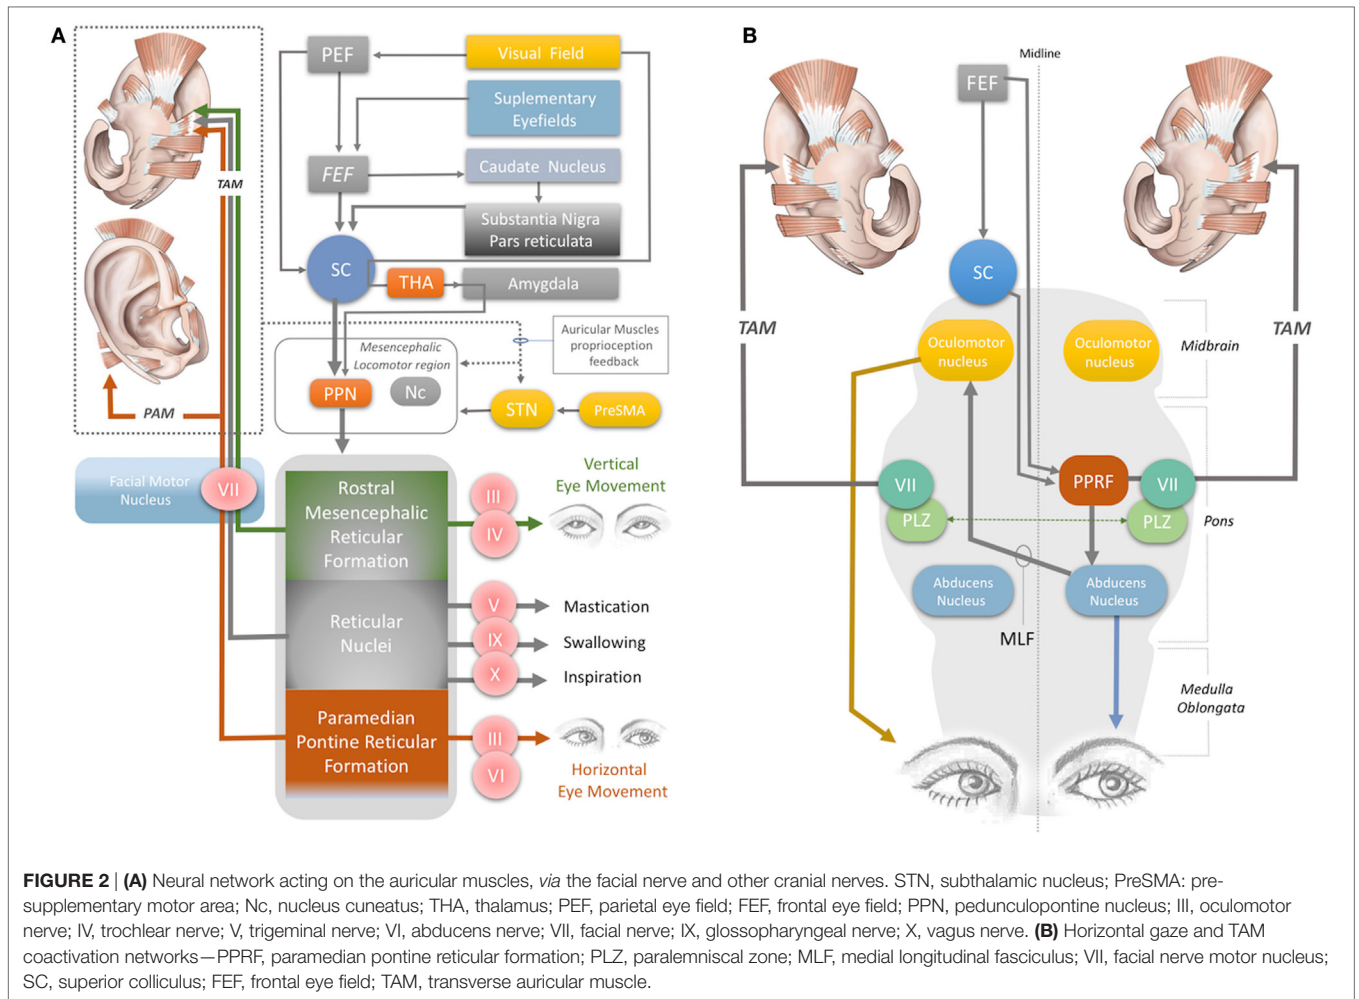 A
PEF
Visual Field
Suplementary
Eyefields
FEF
Caudate Nucleus
Substantia Nigra
Pars reticulata
SC
THA
Amygdala
TAM
Auricular Muscles
proprioception
feedback
Mesencephalic
Locomotor region
PPN
Nc
STN
PreSMA
PAM
Facial Motor
Nucleus
VII
Rostral
Mesencephalic
Reticular
Formation
III
IV
Vertical
Eye Movement
Reticular
Nuclei
V
Mastication
IX
Swallowing
X
Inspiration
Paramedian
Pontine Reticular
Formation
III
VI
Horizontal
Eye Movement
B
Midline
FEF
SC
TAM
TAM
Oculomotor
nucleus
Oculomotor
nucleus
Midbrain
VII
PLZ
PPRF
VII
PLZ
Pons
Abducens
Nucleus
Abducens
Nucleus
MLF
Medulla
Oblongata
FIGURE 2 | (A) Neural network acting on the auricular muscles, via the facial nerve and other cranial nerves. STN, subthalamic nucleus; PreSMA: pre-
supplementary motor area; Nc, nucleus cuneatus; THA, thalamus; PEF, parietal eye field; FEF, frontal eye field; PPN, pedunculopontine nucleus; III, oculomotor
nerve; IV, trochlear nerve; V, trigeminal nerve; VI, abducens nerve; VII, facial nerve; IX, glossopharyngeal nerve; X, vagus nerve. (B) Horizontal gaze and TAM
coactivation networks—PPRF, paramedian pontine reticular formation; PLZ, paralemniscal zone; MLF, medial longitudinal fasciculus; VII, facial nerve motor nucleus;
SC, superior colliculus; FEF, frontal eye field; TAM, transverse auricular muscle.